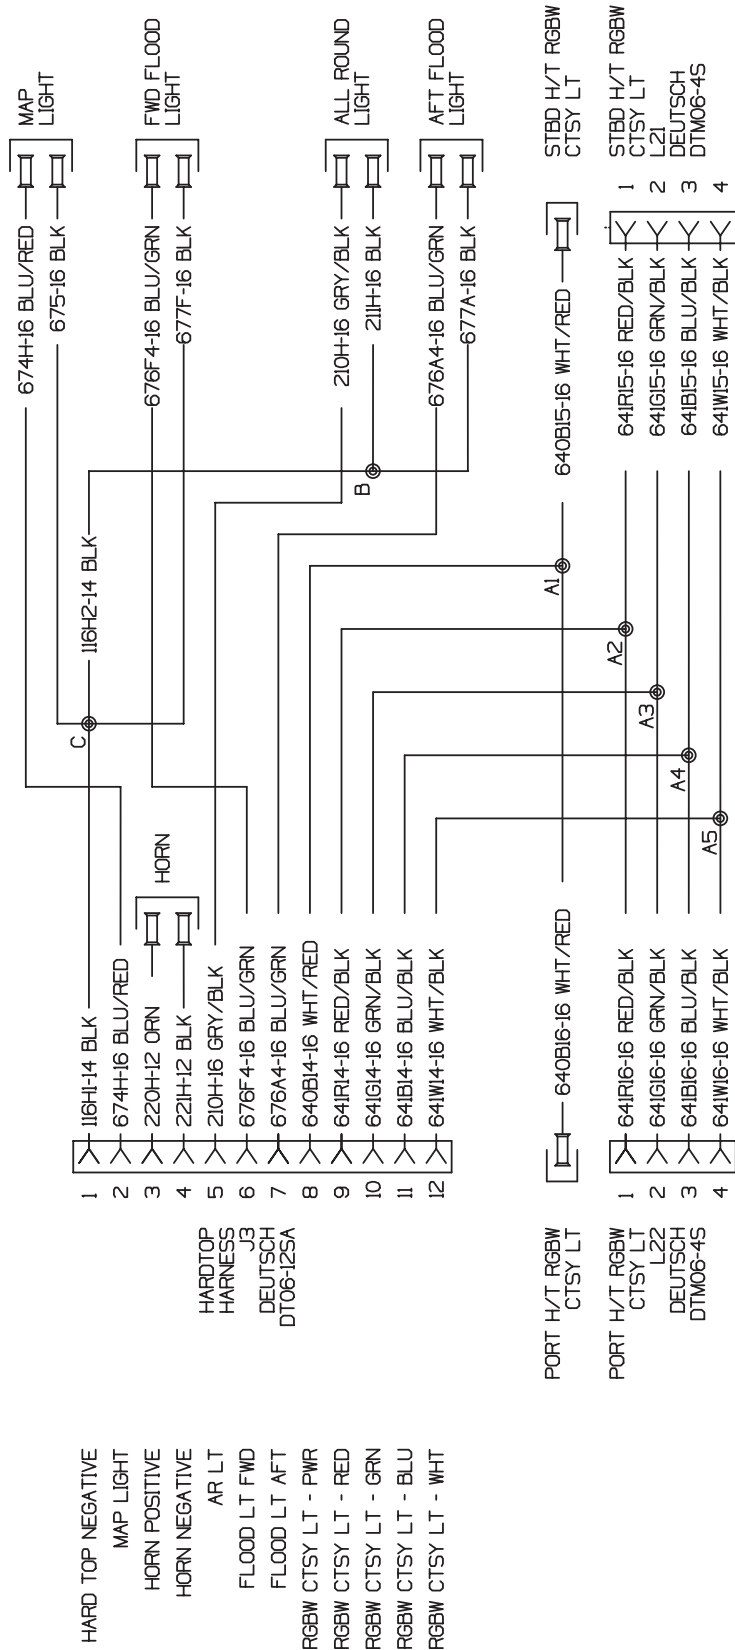 HARD TOP NEGATIVE
MAP LIGHT
HORN POSITIVE
HORN NEGATIVE
AR LT
FLOOD LT FWD
FLOOD LT AFT
RGBW CTSY LT - PWR
RGBW CTSY LT - RED
RGBW CTSY LT - GRN
RGBW CTSY LT - BLU
RGBW CTSY LT - WHT
HARDTOP
HARNESS
J3
DEUTSCH
DT06-12SA
1
2
3
4
5
6
7
8
9
10
11
12
116H1-14 BLK
674H-16 BLU/RED
220H-12 ORN
221H-12 BLK
210H-16 GRY/BLK
676F4-16 BLU/GRN
676A4-16 BLU/GRN
640B14-16 WHT/RED
641R14-16 RED/BLK
641G14-16 GRN/BLK
641B14-16 BLU/BLK
641W14-16 WHT/BLK
HORN
C
116H2-14 BLK
B
674H-16 BLU/RED
675-16 BLK
676F4-16 BLU/GRN
677F-16 BLK
210H-16 GRY/BLK
211H-16 BLK
676A4-16 BLU/GRN
677A-16 BLK
MAP
LIGHT
FWD FLOOD
LIGHT
ALL ROUND
LIGHT
AFT FLOOD
LIGHT
PORT H/T RGBW
CTSY LT
640B16-16 WHT/RED
A1
640B15-16 WHT/RED
STBD H/T RGBW
CTSY LT
PORT H/T RGBW
CTSY LT
L22
DEUTSCH
DTM06-4S
1
2
3
4
641R16-16 RED/BLK
641G16-16 GRN/BLK
641B16-16 BLU/BLK
641W16-16 WHT/BLK
A2
A3
A4
A5
641R15-16 RED/BLK
641G15-16 GRN/BLK
641B15-16 BLU/BLK
641W15-16 WHT/BLK
1
2
3
4
STBD H/T RGBW
CTSY LT
L21
DEUTSCH
DTM06-4S